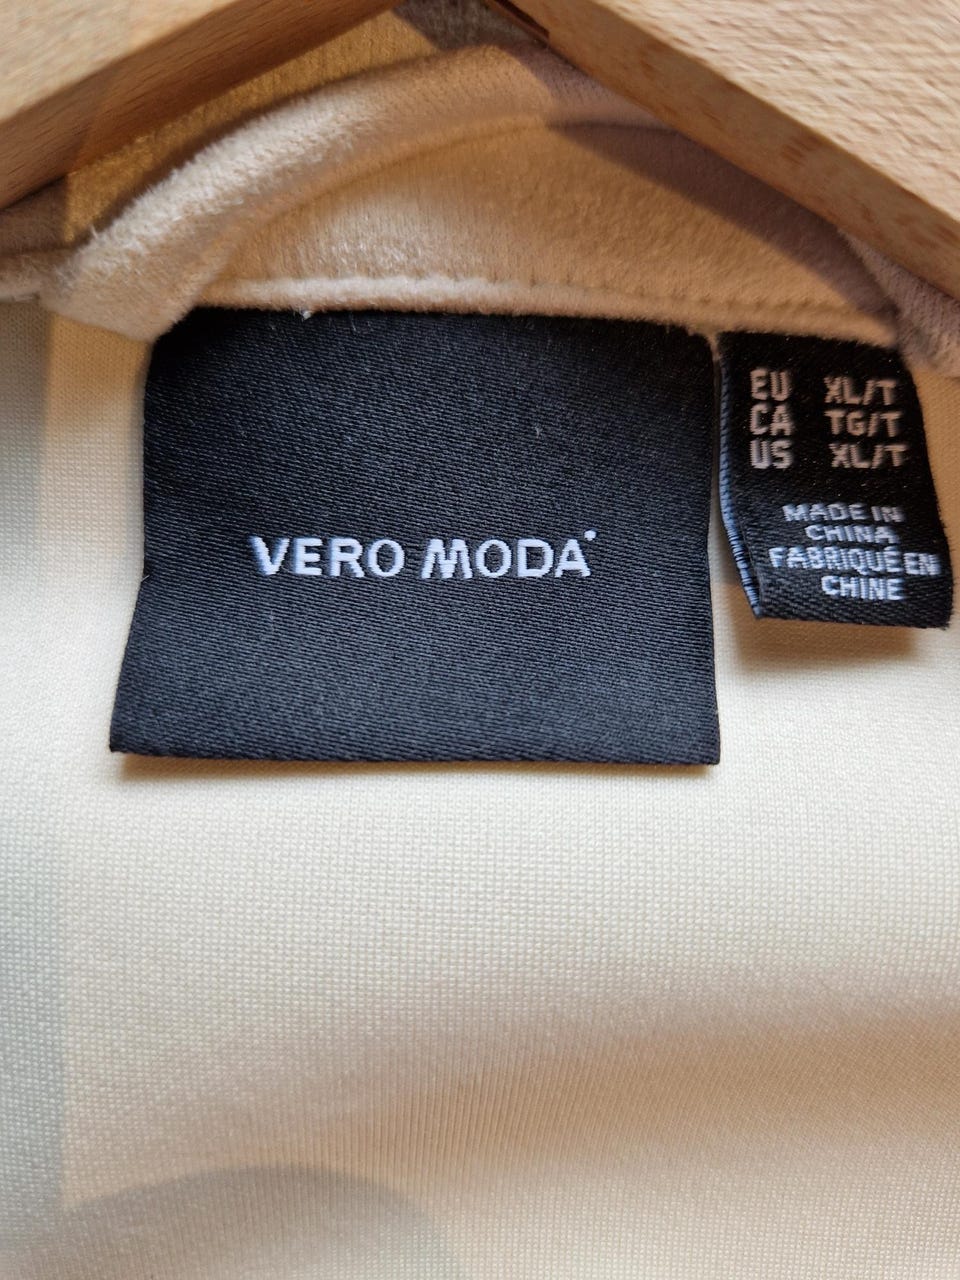 VERO MODA
EU XL/T
CA TG/T
US XL/T
MADE IN
CHINA
FABRIQUÉ EN
CHINE